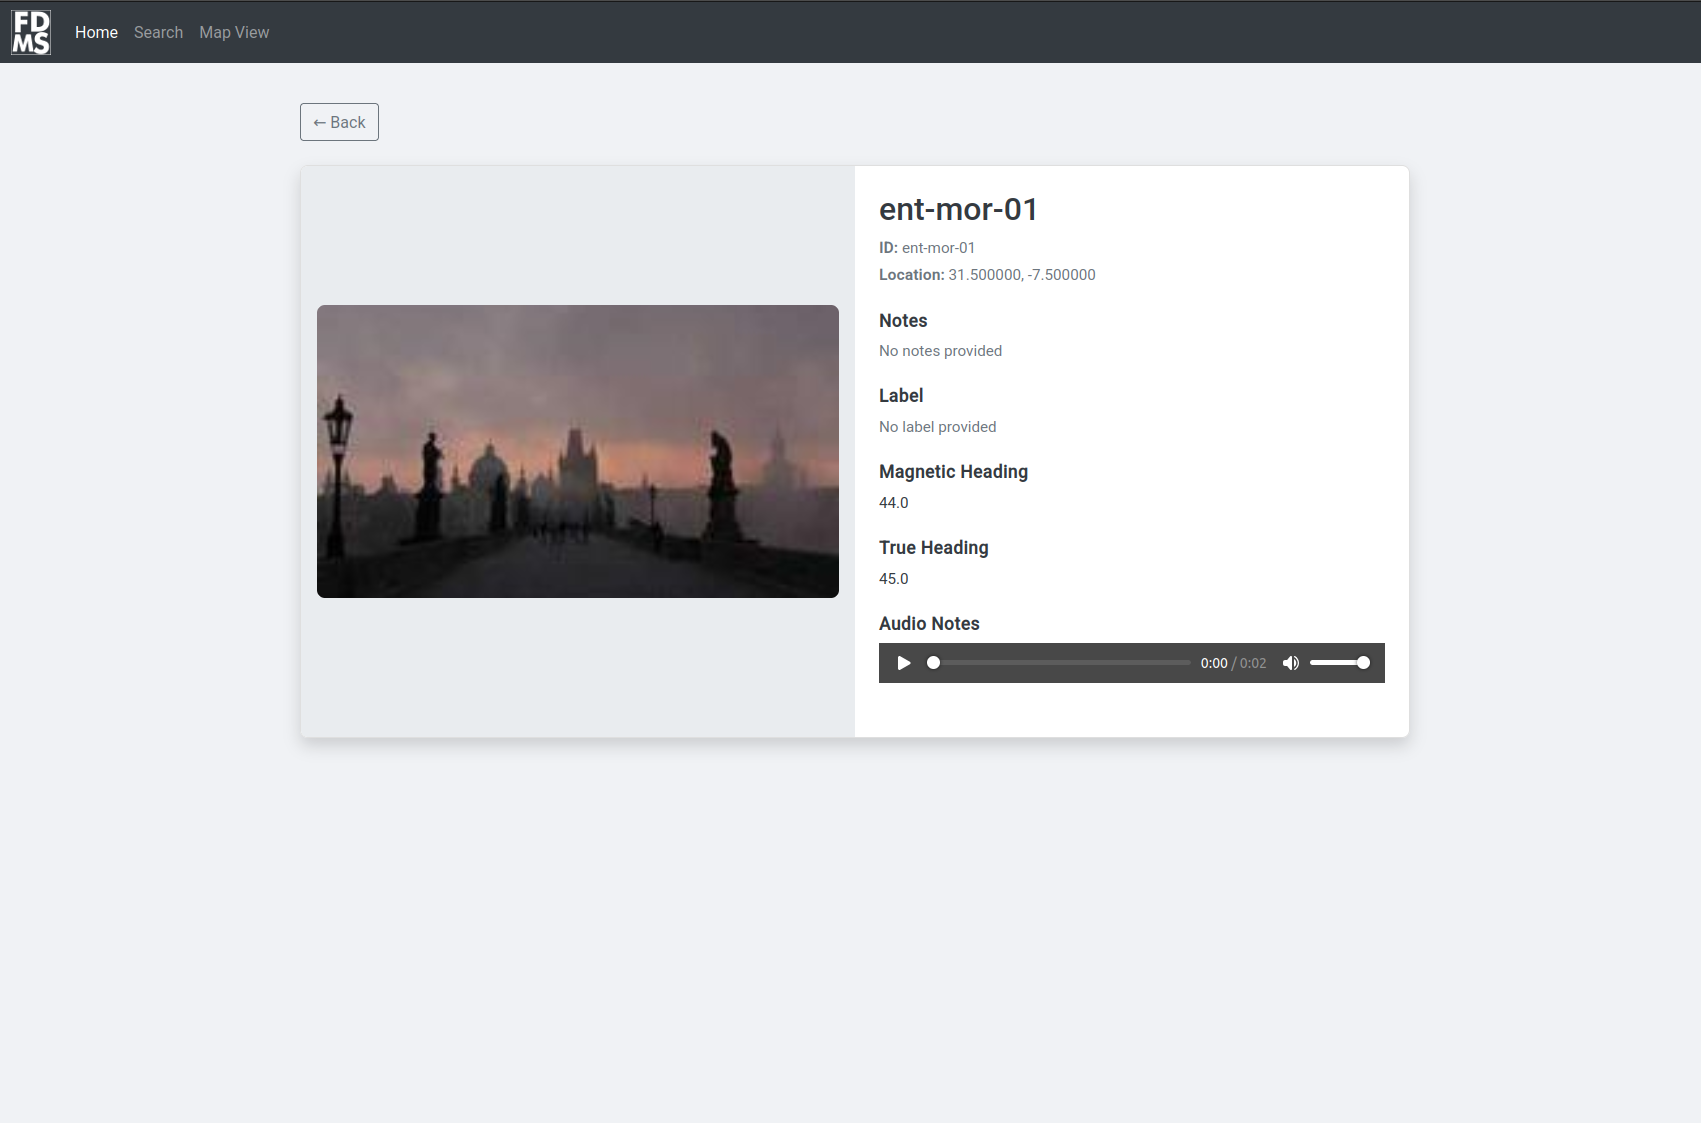 FD
MS
Home Search Map View
← Back
ent-mor-01
ID: ent-mor-01
Location: 31.500000, -7.500000
Notes
No notes provided
Label
No label provided
Magnetic Heading
44.0
True Heading
45.0
Audio Notes
0:00 / 0:02